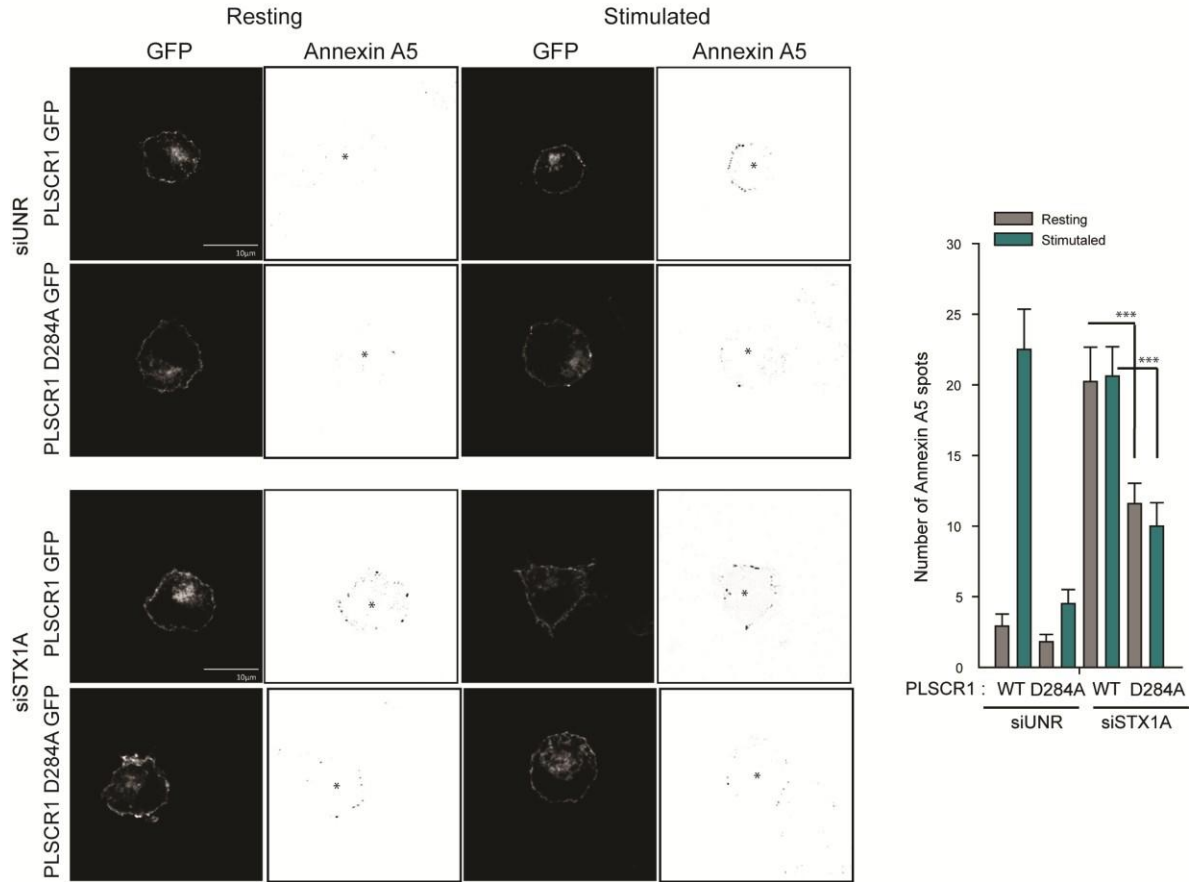 Resting Stimulated
GFP Annexin A5 GFP Annexin A5
siUNR
PLSCR1 GFP
*
*
10µm
PLSCR1 D284A GFP
*
*
siSTX1A
PLSCR1 GFP
*
*
10µm
PLSCR1 D284A GFP
*
*
Resting
Stimutaled
Number of Annexin A5 spots
30
25
20
15
10
5
0
***
***
PLSCR1 : WT D284A WT D284A
siUNR siSTX1A